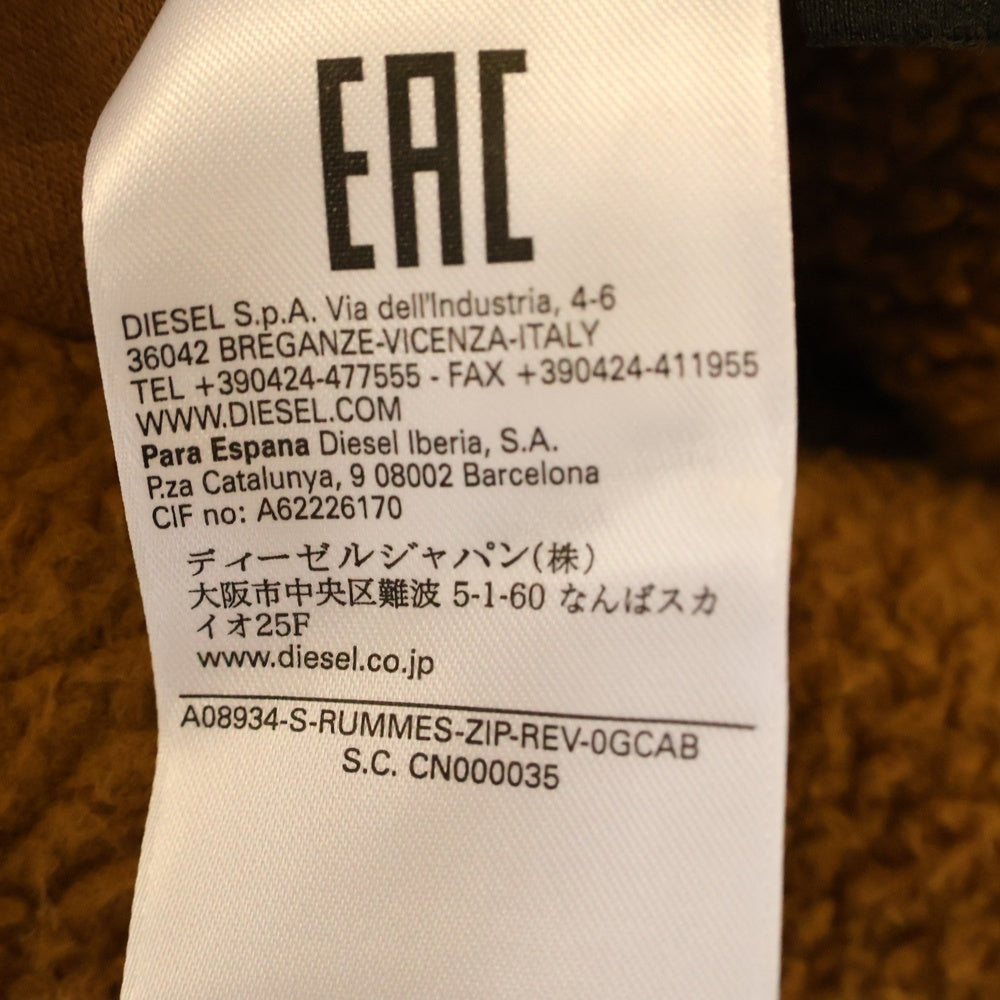 EAC
DIESEL S.p.A. Via dell'Industria, 4-6
36042 BREGANZE-VICENZA-ITALY
TEL +390424-477555 - FAX +390424-411955
WWW.DIESEL.COM
Para Espana Diesel Iberia, S.A.
P.za Catalunya, 9 08002 Barcelona
CIF no: A62226170
ディーゼルジャパン(株)
大阪市中央区難波 5-1-60 なんばスカ
イオ25F
www.diesel.co.jp
A08934-S-RUMMES-ZIP-REV-0GCAB
S.C. CN000035